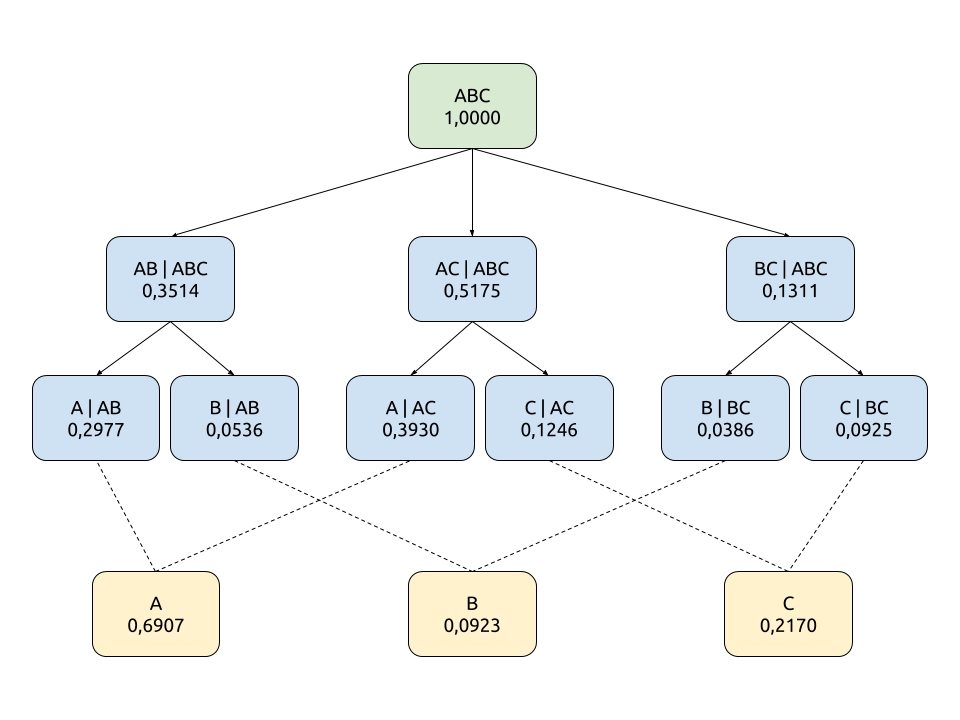 ABC
1,0000
AB | ABC
0,3514
AC | ABC
0,5175
BC | ABC
0,1311
A | AB
0,2977
B | AB
0,0536
A | AC
0,3930
C | AC
0,1246
B | BC
0,0386
C | BC
0,0925
A
0,6907
B
0,0923
C
0,2170